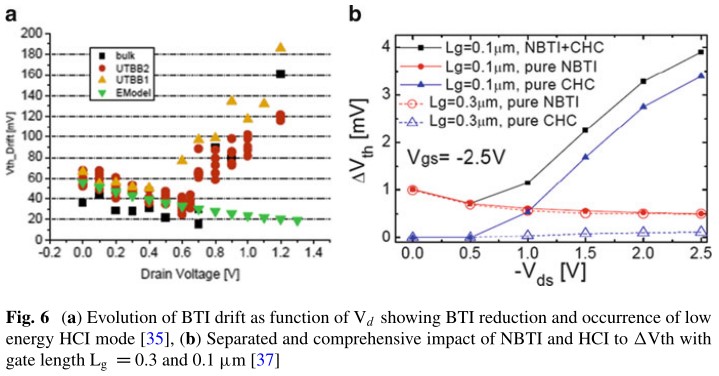 a
200
180
160
140
120
100
80
60
40
20
0
Vth_Drift [mV]
bulk
UTBB2
UTBB1
EModel
-0.2 0.0 0.2 0.4 0.6 0.8 1.0 1.2 1.4
Drain Voltage [V]
b
4
3
2
1
0
ΔVth [mV]
Lg=0.1μm, NBTI+CHC
Lg=0.1μm, pure NBTI
Lg=0.1μm, pure CHC
Lg=0.3μm, pure NBTI
Lg=0.3μm, pure CHC
Vgs= -2.5V
0.0 0.5 1.0 1.5 2.0 2.5
-Vds [V]
Fig. 6 (a) Evolution of BTI drift as function of Vd showing BTI reduction and occurrence of low
energy HCI mode [35], (b) Separated and comprehensive impact of NBTI and HCI to ΔVth with
gate length Lg = 0.3 and 0.1 μm [37]